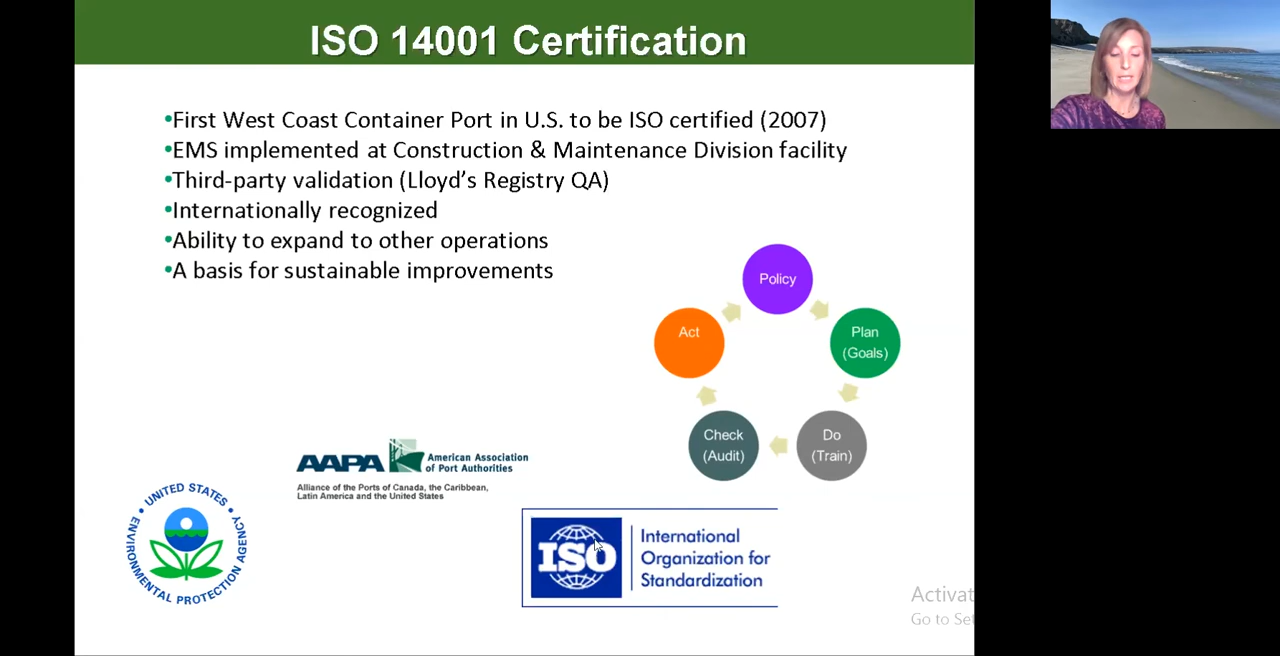 ISO 14001 Certification
•First West Coast Container Port in U.S. to be ISO certified (2007)
•EMS implemented at Construction & Maintenance Division facility
•Third-party validation (Lloyd's Registry QA)
•Internationally recognized
•Ability to expand to other operations
•A basis for sustainable improvements
Policy
Act
Plan
(Goals)
Check
(Audit)
Do
(Train)
AAPA
American Association
of Port Authorities
Alliance of the Ports of Canada, the Caribbean,
Latin America and the United States
UNITED STATES
ENVIRONMENTAL PROTECTION AGENCY
ISO
International
Organization for
Standardization
Activat
Go to Set